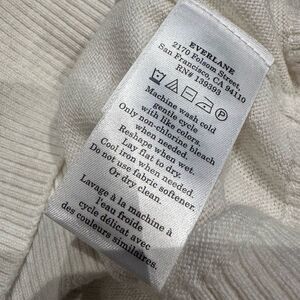 EVERLANE
2170 Folsom Street,
San Francisco, CA 94110
RN# 139393
Machine wash cold
gentle cycle
with like colors.
Only non-chlorine bleach
when needed.
Reshape when wet.
Lay flat to dry.
Cool iron when needed.
Do not use fabric softener.
Or dry clean.
Lavage à la machine à
l'eau froide
cycle délicat avec
des couleurs similaires.